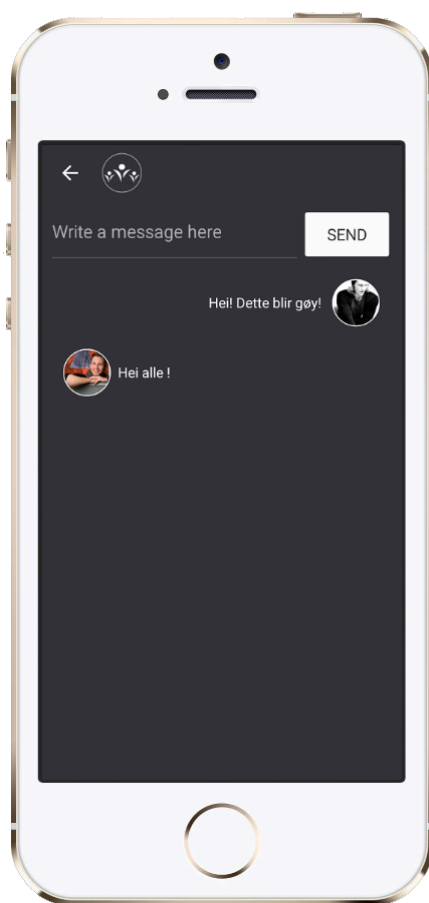 Write a message here
SEND
Hei! Dette blir gøy!
Hei alle !